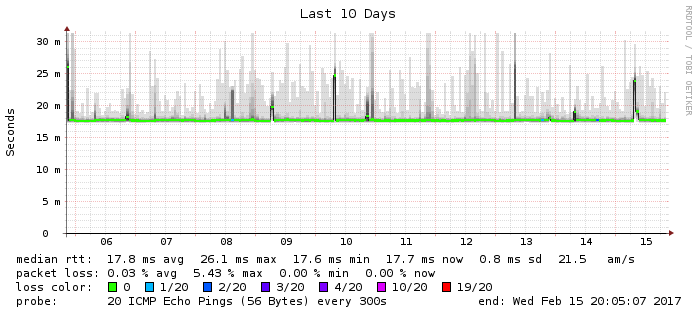 Last 10 Days
RRDTOOL / TOBI OETIKER
Seconds
30 m
25 m
20 m
15 m
10 m
5 m
0
06 07 08 09 10 11 12 13 14 15
median rtt: 17.8 ms avg 26.1 ms max 17.6 ms min 17.7 ms now 0.8 ms sd 21.5 am/s
packet loss: 0.03 % avg 5.43 % max 0.00 % min 0.00 % now
loss color: 0 1/20 2/20 3/20 4/20 10/20 19/20
probe: 20 ICMP Echo Pings (56 Bytes) every 300s end: Wed Feb 15 20:05:07 2017